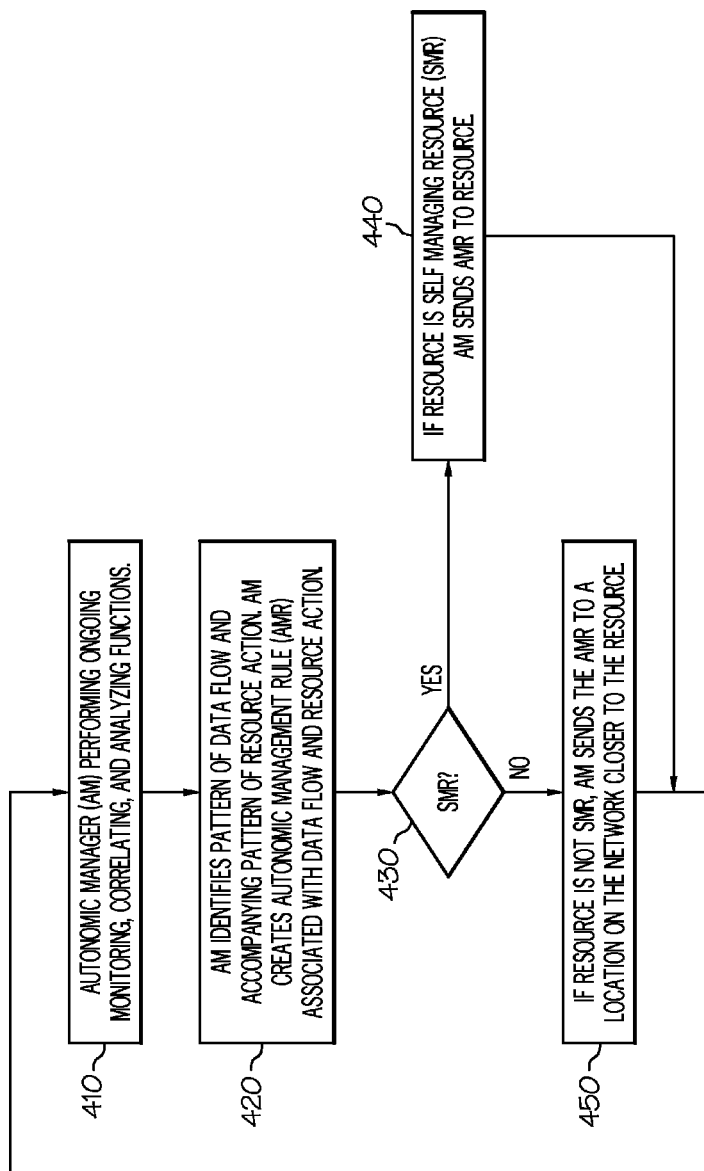 410
AUTONOMIC MANAGER (AM) PERFORMING ONGOING
MONITORING, CORRELATING, AND ANALYZING FUNCTIONS.
420
AM IDENTIFIES PATTERN OF DATA FLOW AND
ACCOMPANYING PATTERN OF RESOURCE ACTION. AM
CREATES AUTONOMIC MANAGEMENT RULE (AMR)
ASSOCIATED WITH DATA FLOW AND RESOURCE ACTION.
430
SMR?
YES
NO
440
IF RESOURCE IS SELF MANAGING RESOURCE (SMR)
AM SENDS AMR TO RESOURCE.
450
IF RESOURCE IS NOT SMR, AM SENDS THE AMR TO A
LOCATION ON THE NETWORK CLOSER TO THE RESOURCE.